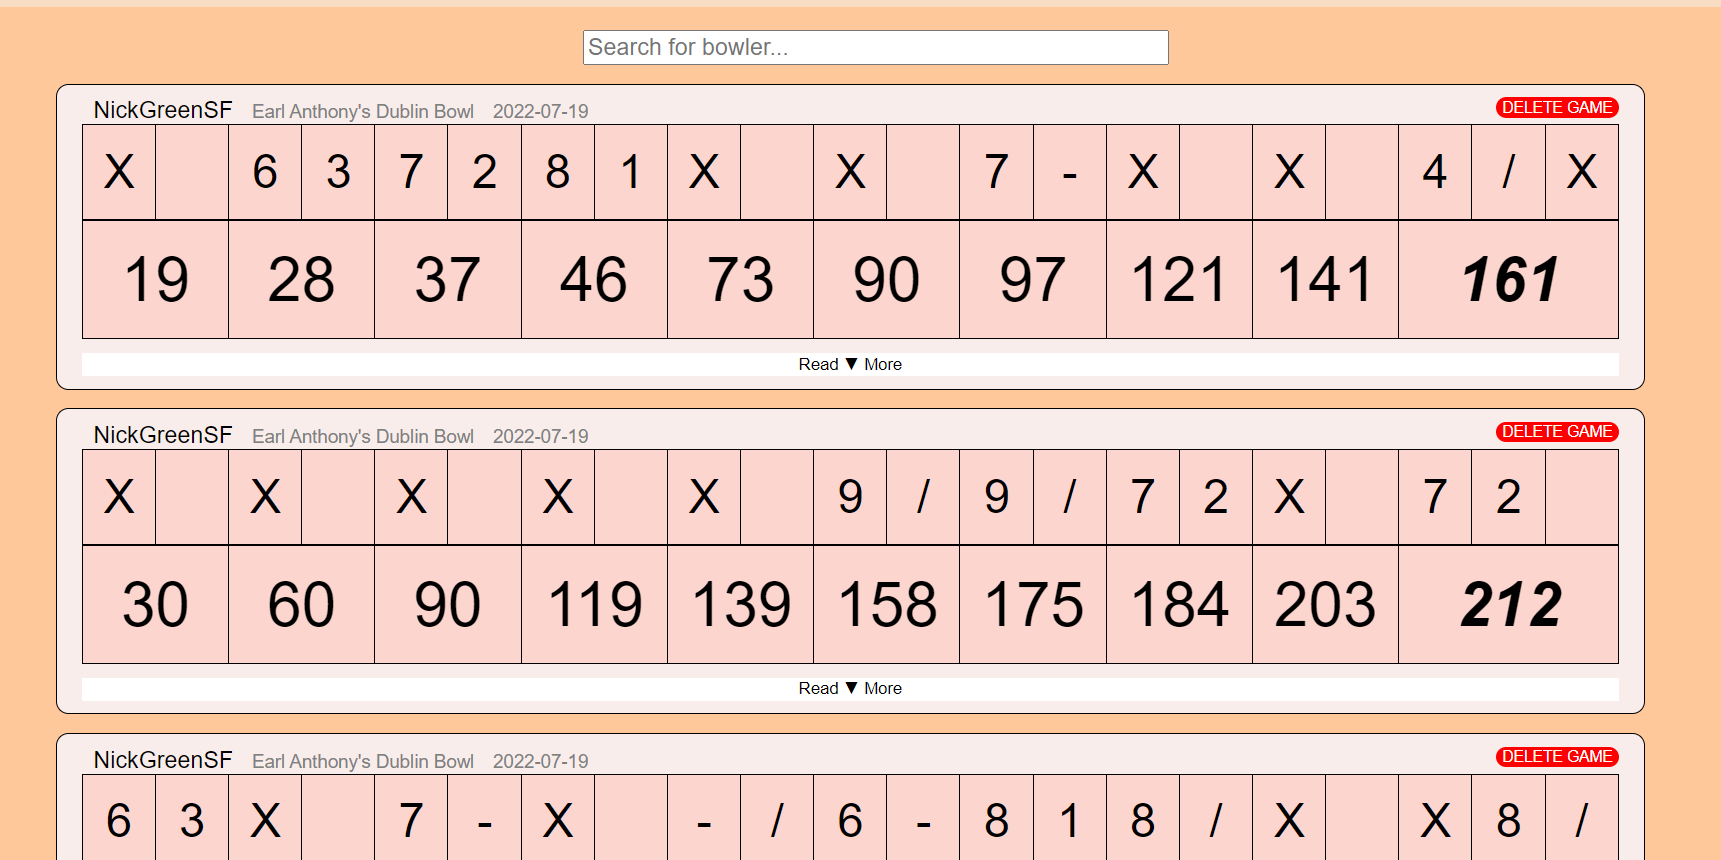 Search for bowler...
NickGreenSF Earl Anthony's Dublin Bowl 2022-07-19 DELETE GAME
X 6 3 7 2 8 1 X X 7 - X X 4 / X
19 28 37 46 73 90 97 121 141 161
Read ▼ More
NickGreenSF Earl Anthony's Dublin Bowl 2022-07-19 DELETE GAME
X X X X X 9 / 9 / 7 2 X 7 2
30 60 90 119 139 158 175 184 203 212
Read ▼ More
NickGreenSF Earl Anthony's Dublin Bowl 2022-07-19 DELETE GAME
6 3 X 7 - X - / 6 - 8 1 8 / X X 8 /